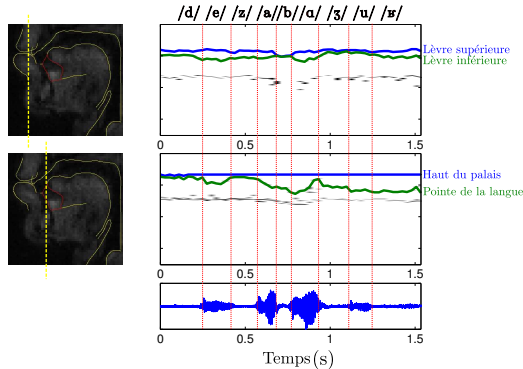 /d/ /e/ /z/ /a//b/ /ɑ/ /ʒ/ /u/ /ʁ/
Lèvre supérieure
Lèvre inférieure
0 0.5 1 1.5
Haut du palais
Pointe de la langue
0 0.5 1 1.5
0 0.5 1 1.5
Temps(s)